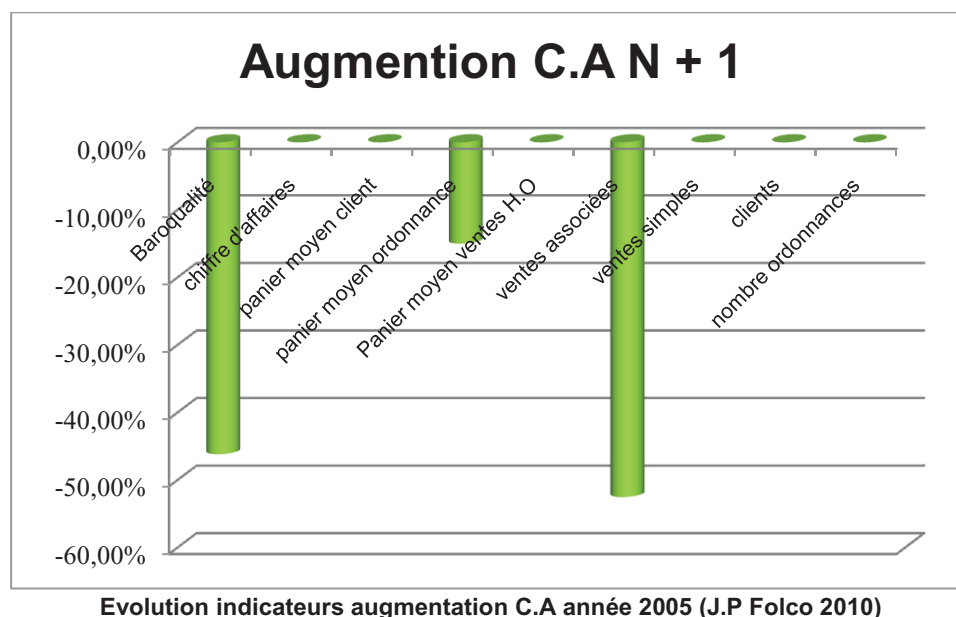 Augmention C.A N + 1
0,00%
-10,00%
-20,00%
-30,00%
-40,00%
-50,00%
-60,00%
Baroqualité
chiffre d'affaires
panier moyen client
panier moyen ordonnance
Panier moyen ventes H.O
ventes associées
ventes simples
clients
nombre ordonnances
Evolution indicateurs augmentation C.A année 2005 (J.P Folco 2010)